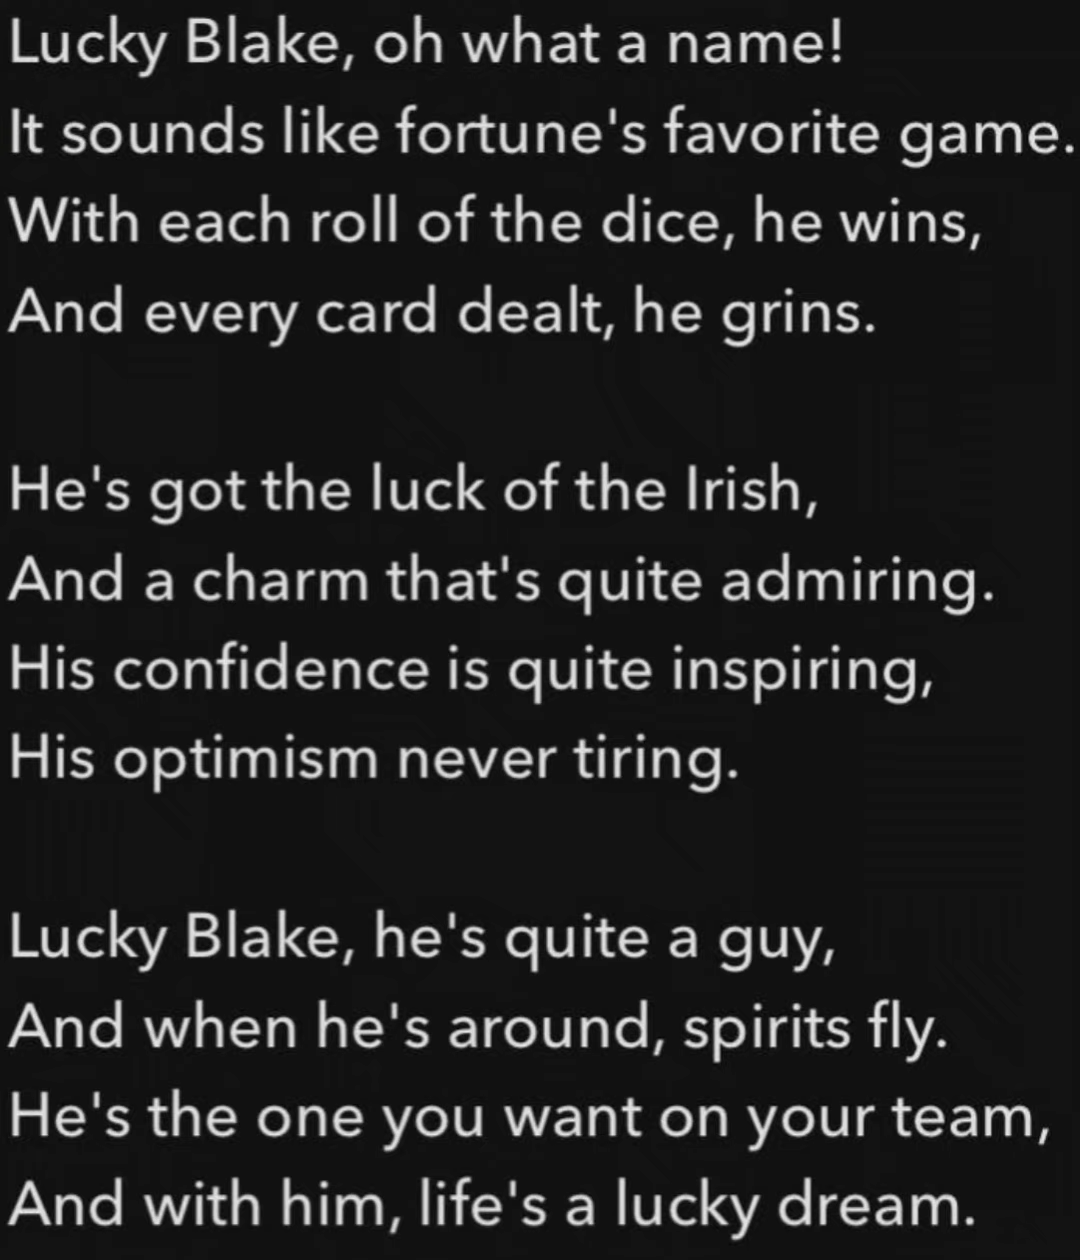 Lucky Blake, oh what a name!
It sounds like fortune's favorite game.
With each roll of the dice, he wins,
And every card dealt, he grins.

He's got the luck of the Irish,
And a charm that's quite admiring.
His confidence is quite inspiring,
His optimism never tiring.

Lucky Blake, he's quite a guy,
And when he's around, spirits fly.
He's the one you want on your team,
And with him, life's a lucky dream.